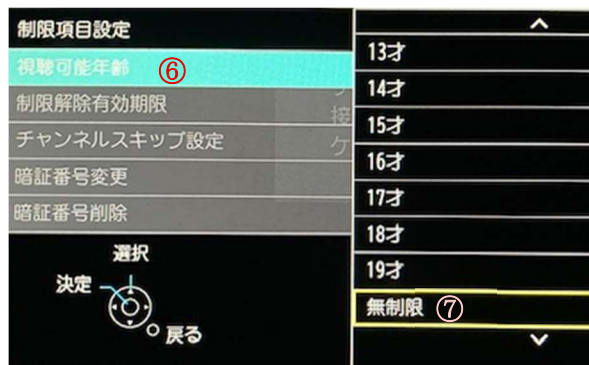 制限項目設定
視聴可能年齢 ⑥
制限解除有効期限
チャンネルスキップ設定
暗証番号変更
暗証番号削除
接
ケ
選択
決定
戻る
13才
14才
15才
16才
17才
18才
19才
無制限 ⑦